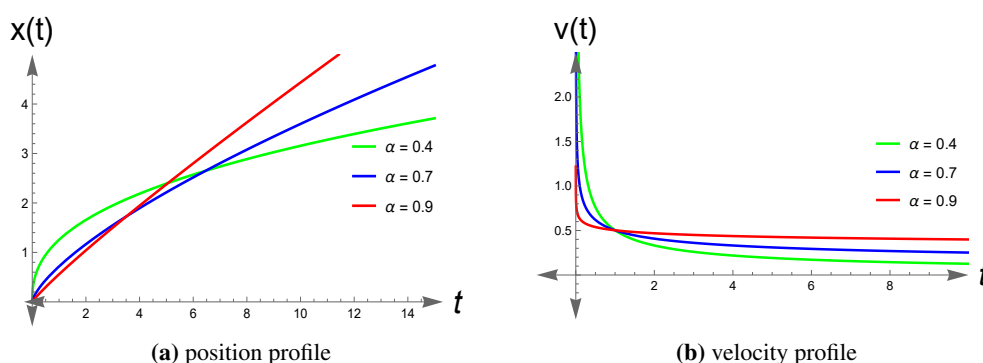 x(t)
4
3
2
1
2 4 6 8 10 12 14
t
α = 0.4
α = 0.7
α = 0.9
(a) position profile
v(t)
2.0
1.5
1.0
0.5
2 4 6 8
t
α = 0.4
α = 0.7
α = 0.9
(b) velocity profile